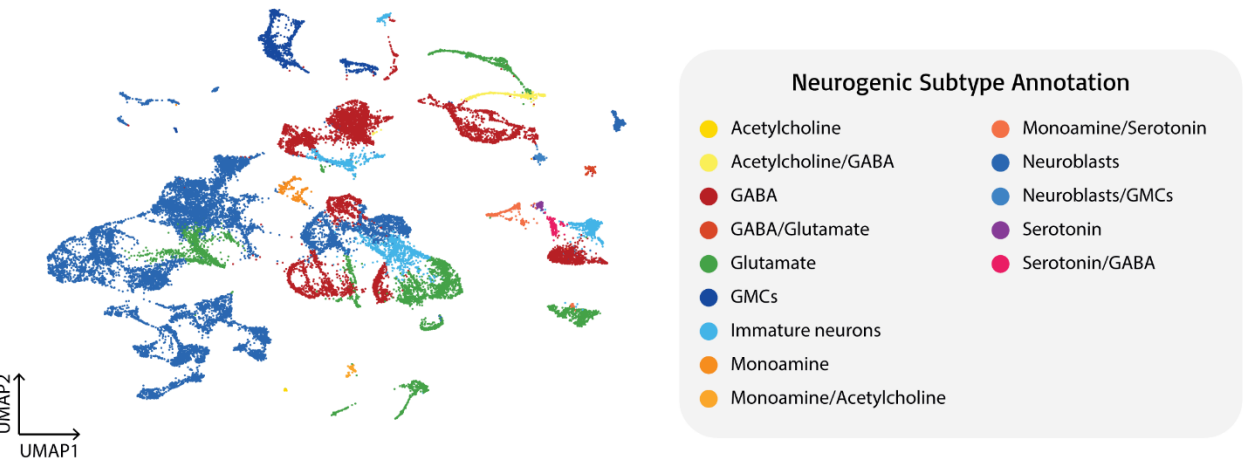 Neurogenic Subtype Annotation
Acetylcholine
Acetylcholine/GABA
GABA
GABA/Glutamate
Glutamate
GMCs
Immature neurons
Monoamine
Monoamine/Acetylcholine
Monoamine/Serotonin
Neuroblasts
Neuroblasts/GMCs
Serotonin
Serotonin/GABA
UMAP2
UMAP1